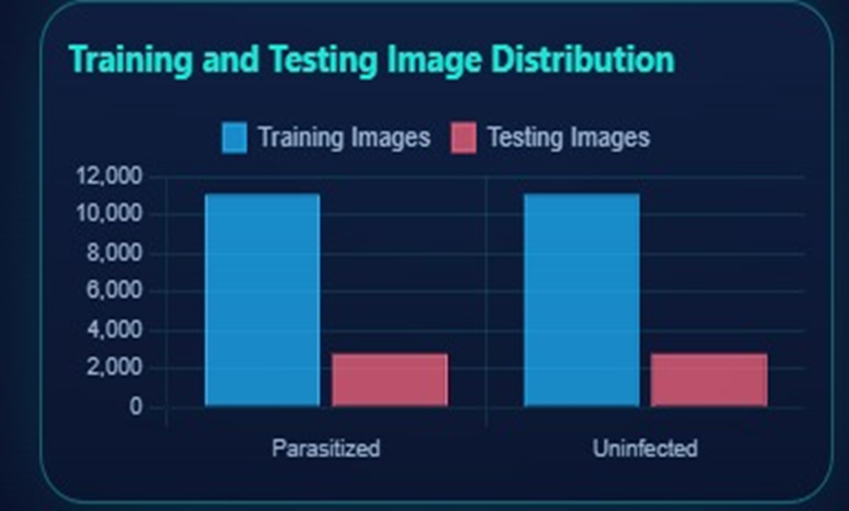 Training and Testing Image Distribution
Training Images Testing Images
12,000
10,000
8,000
6,000
4,000
2,000
0
Parasitized Uninfected